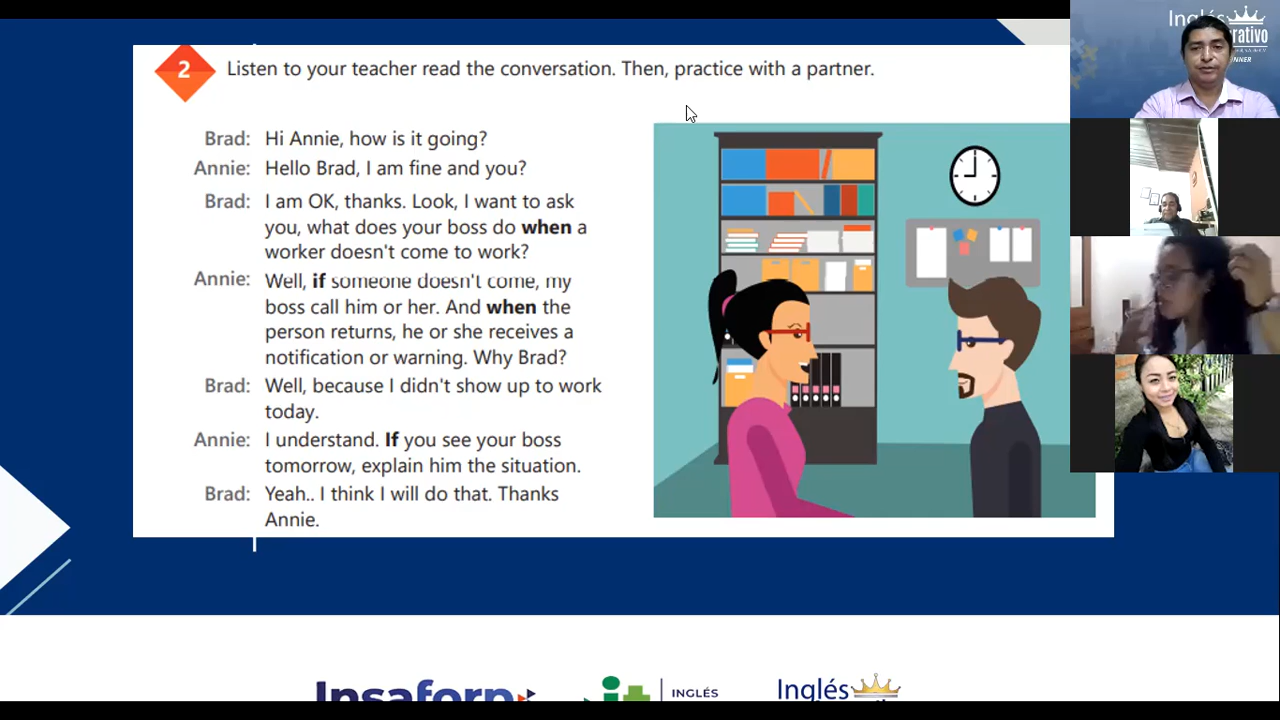 2 Listen to your teacher read the conversation. Then, practice with a partner.
Brad: Hi Annie, how is it going?
Annie: Hello Brad, I am fine and you?
Brad: I am OK, thanks. Look, I want to ask
you, what does your boss do when a
worker doesn't come to work?
Annie: Well, if someone doesn't come, my
boss call him or her. And when the
person returns, he or she receives a
notification or warning. Why Brad?
Brad: Well, because I didn't show up to work
today.
Annie: I understand. If you see your boss
tomorrow, explain him the situation.
Brad: Yeah.. I think I will do that. Thanks
Annie.
Insaforp
INGLÉS
Inglés